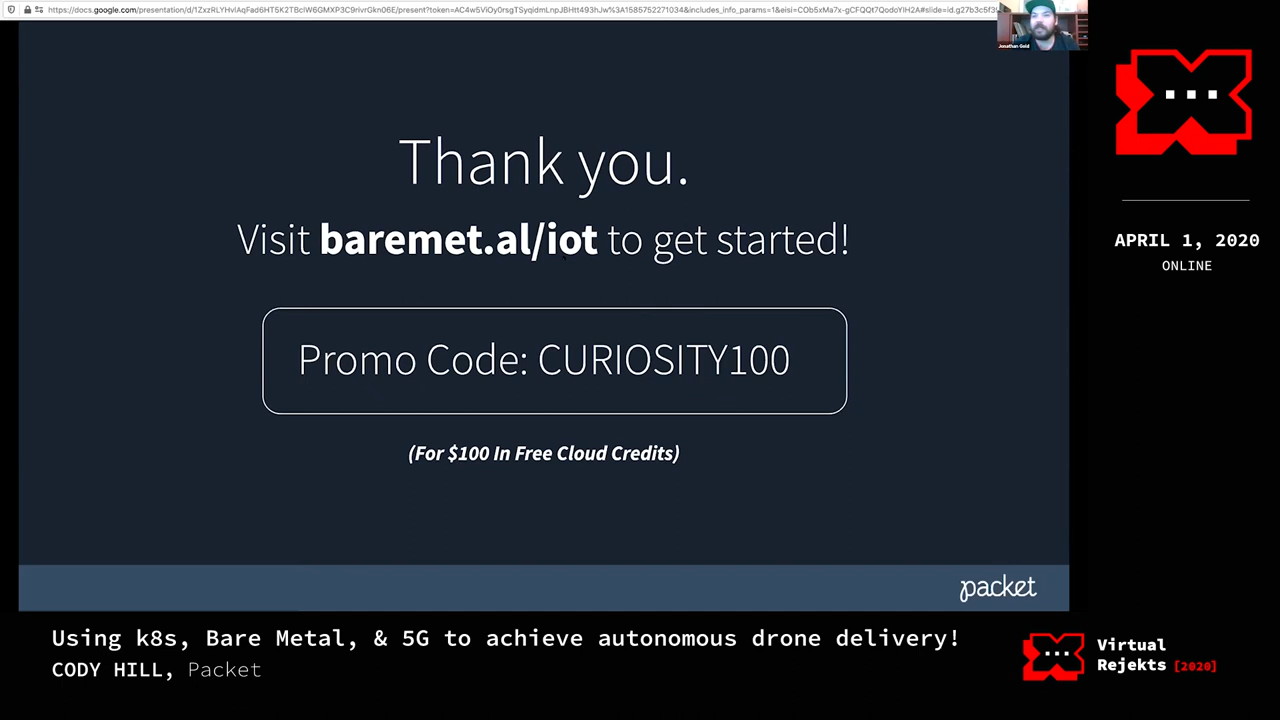 Thank you.
Visit baremet.al/iot to get started!
Promo Code: CURIOSITY100
(For $100 In Free Cloud Credits)
packet
Jonathan Gold
APRIL 1, 2020
ONLINE
Using k8s, Bare Metal, & 5G to achieve autonomous drone delivery!
CODY HILL, Packet
Virtual
Rejekts [2020]